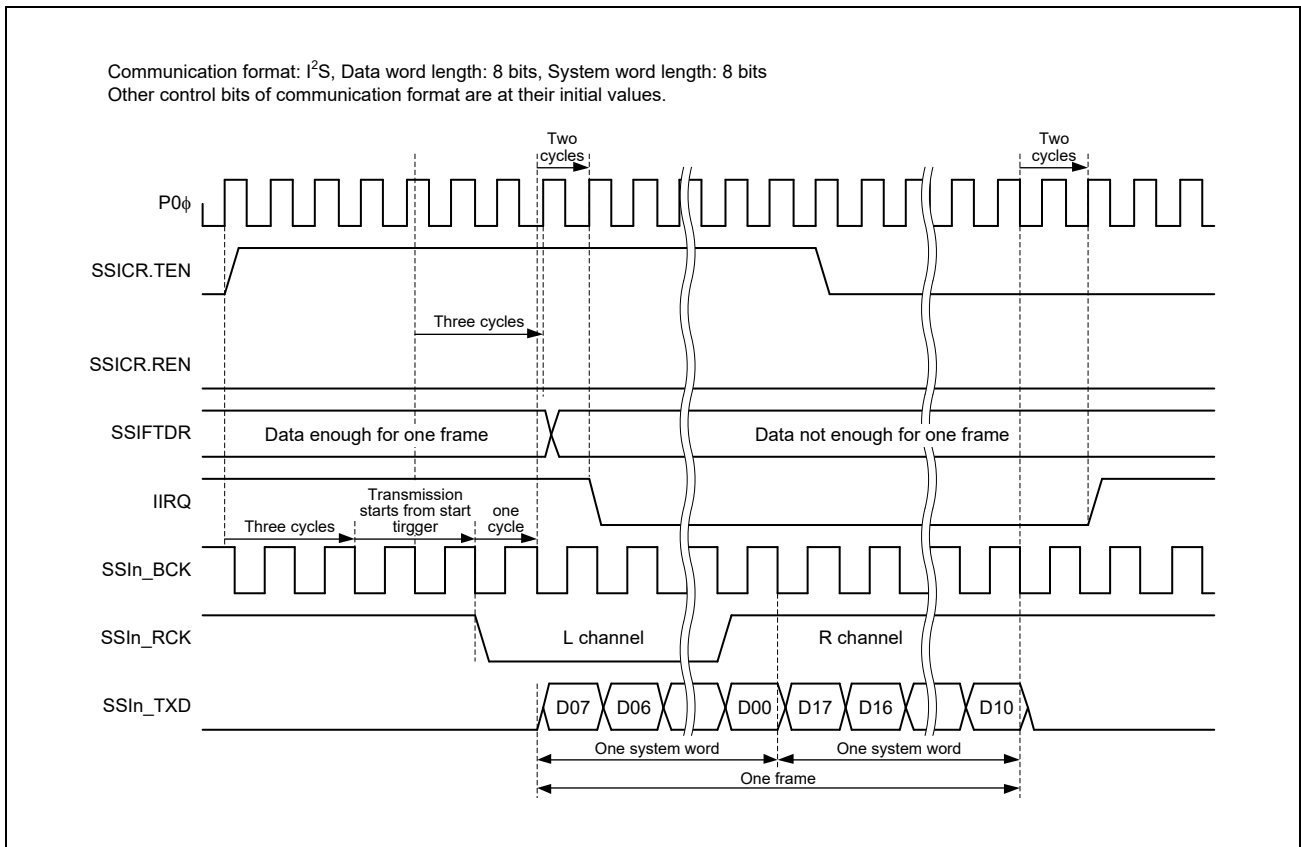 Communication format: I2S, Data word length: 8 bits, System word length: 8 bits
Other control bits of communication format are at their initial values.
Two
cycles
Two
cycles
P0ϕ
SSICR.TEN
Three cycles
SSICR.REN
SSIFTDR
Data enough for one frame
Data not enough for one frame
IIRQ
Three cycles
Transmission
starts from start
tirgger
one
cycle
SSIn_BCK
SSIn_RCK
L channel
R channel
SSIn_TXD
D07
D06
D00
D17
D16
D10
One system word
One system word
One frame